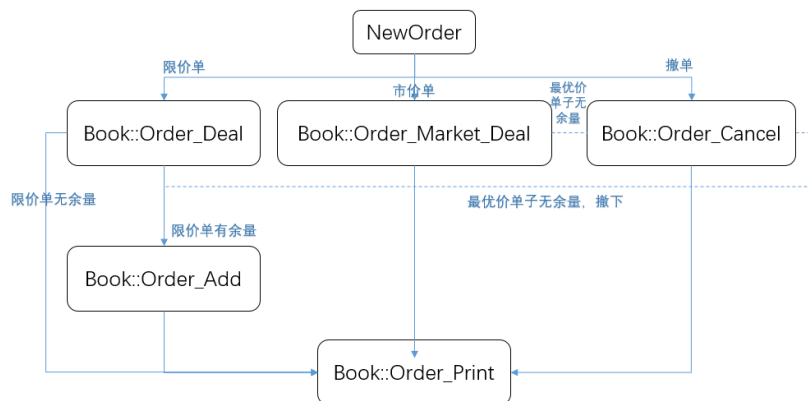 NewOrder
限价单
撤单
市价单
最优价
单子无
余量
Book::Order_Deal
Book::Order_Market_Deal
Book::Order_Cancel
限价单无余量
最优价单子无余量，撤下
限价单有余量
Book::Order_Add
Book::Order_Print